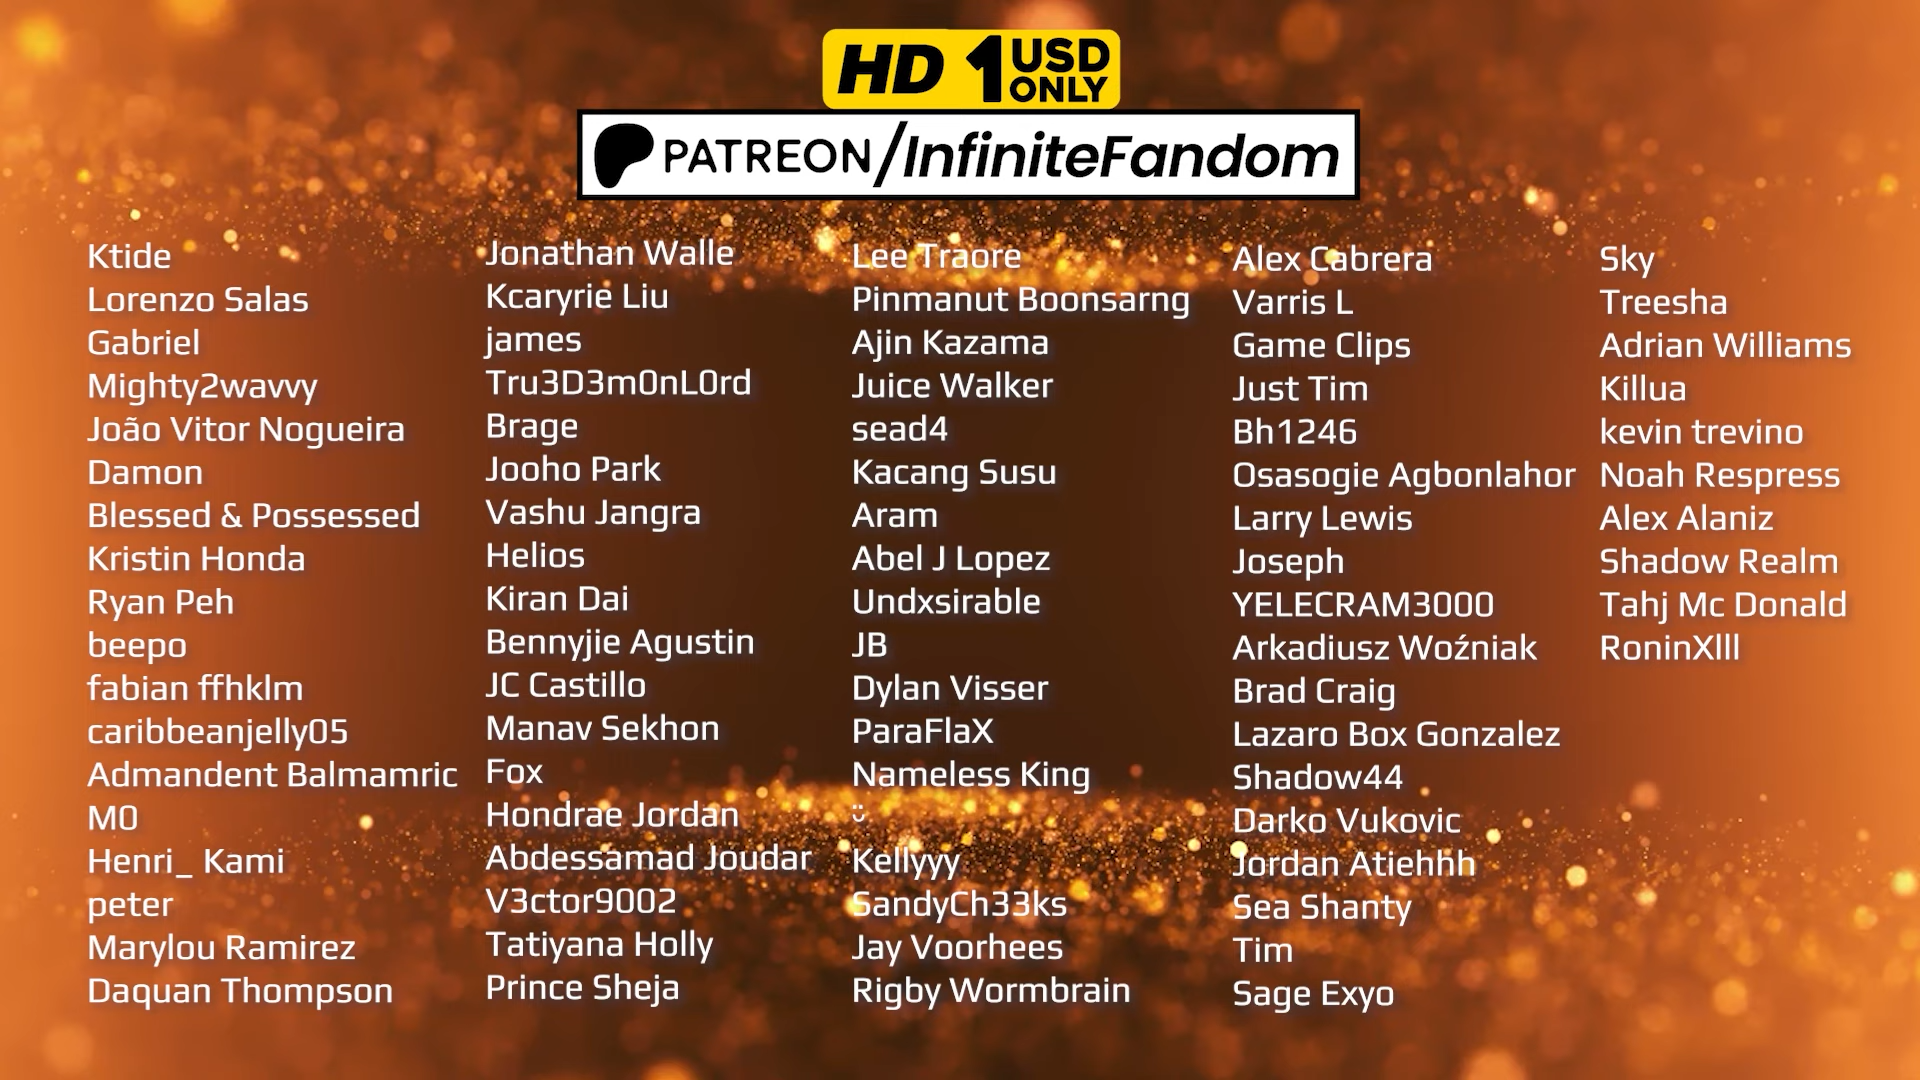 HD 1 USD ONLY
PATREON/InfiniteFandom
Ktide
Lorenzo Salas
Gabriel
Mighty2wavvy
João Vitor Nogueira
Damon
Blessed & Possessed
Kristin Honda
Ryan Peh
beepo
fabian ffhklm
caribbeanjelly05
Admandent Balmamric
M0
Henri_ Kami
peter
Marylou Ramirez
Daquan Thompson
Jonathan Walle
Kcaryrie Liu
james
Tru3D3m0nL0rd
Brage
Jooho Park
Vashu Jangra
Helios
Kiran Dai
Bennyjie Agustin
JC Castillo
Manav Sekhon
Fox
Hondrae Jordan
Abdessamad Joudar
V3ctor9002
Tatiyana Holly
Prince Sheja
Lee Traore
Pinmanut Boonsarng
Ajin Kazama
Juice Walker
sead4
Kacang Susu
Aram
Abel J Lopez
Undxsirable
JB
Dylan Visser
ParaFlaX
Nameless King
ӱ
Kellyyy
SandyCh33ks
Jay Voorhees
Rigby Wormbrain
Alex Cabrera
Varris L
Game Clips
Just Tim
Bh1246
Osasogie Agbonlahor
Larry Lewis
Joseph
YELECRAM3000
Arkadiusz Woźniak
Brad Craig
Lazaro Box Gonzalez
Shadow44
Darko Vukovic
Jordan Atiehhh
Sea Shanty
Tim
Sage Exyo
Sky
Treesha
Adrian Williams
Killua
kevin trevino
Noah Respress
Alex Alaniz
Shadow Realm
Tahj Mc Donald
RoninXlll